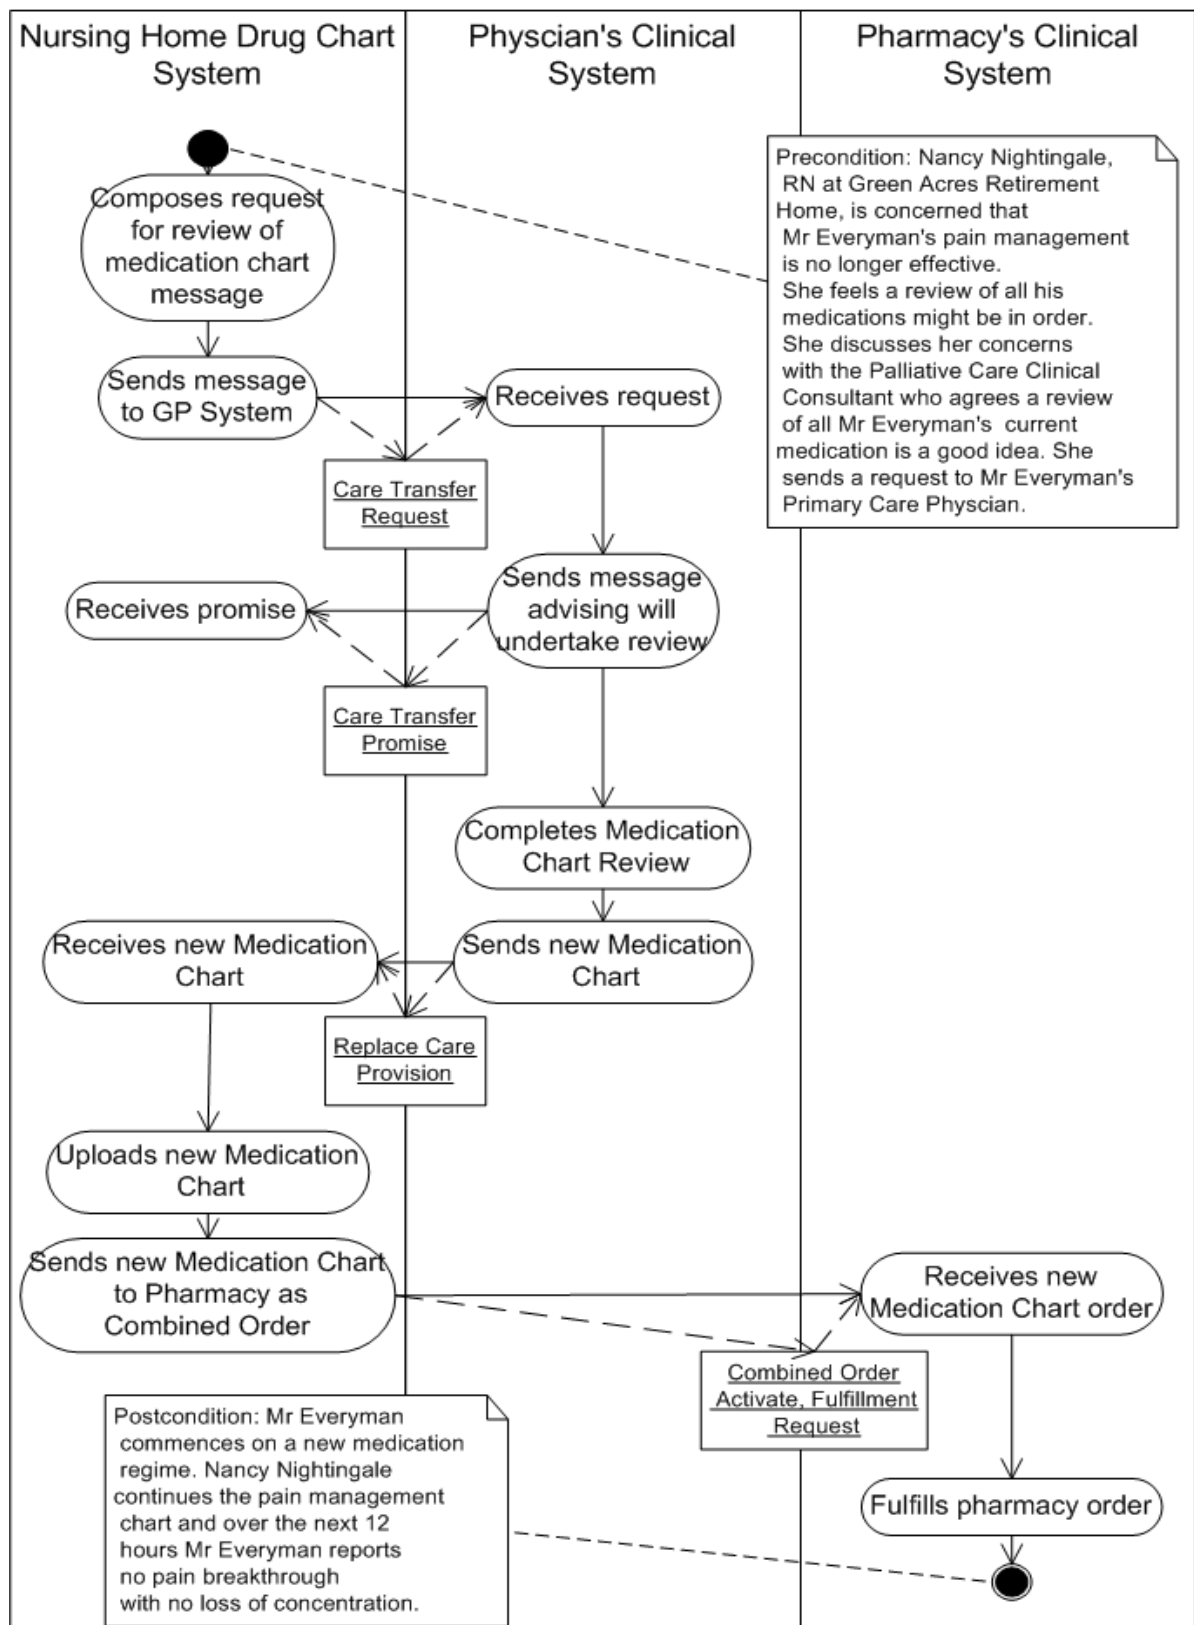 Nursing Home Drug Chart
System
Physcian's Clinical
System
Pharmacy's Clinical
System
Composes request
for review of
medication chart
message
Precondition: Nancy Nightingale,
RN at Green Acres Retirement
Home, is concerned that
Mr Everyman's pain management
is no longer effective.
She feels a review of all his
medications might be in order.
She discusses her concerns
with the Palliative Care Clinical
Consultant who agrees a review
of all Mr Everyman's current
medication is a good idea. She
sends a request to Mr Everyman's
Primary Care Physcian.
Sends message
to GP System
Receives request
Care Transfer
Request
Sends message
advising will
undertake review
Receives promise
Care Transfer
Promise
Completes Medication
Chart Review
Sends new Medication
Chart
Receives new Medication
Chart
Replace Care
Provision
Uploads new Medication
Chart
Sends new Medication Chart
to Pharmacy as
Combined Order
Receives new
Medication Chart order
Combined Order
Activate, Fulfillment
Request
Fulfills pharmacy order
Postcondition: Mr Everyman
commences on a new medication
regime. Nancy Nightingale
continues the pain management
chart and over the next 12
hours Mr Everyman reports
no pain breakthrough
with no loss of concentration.